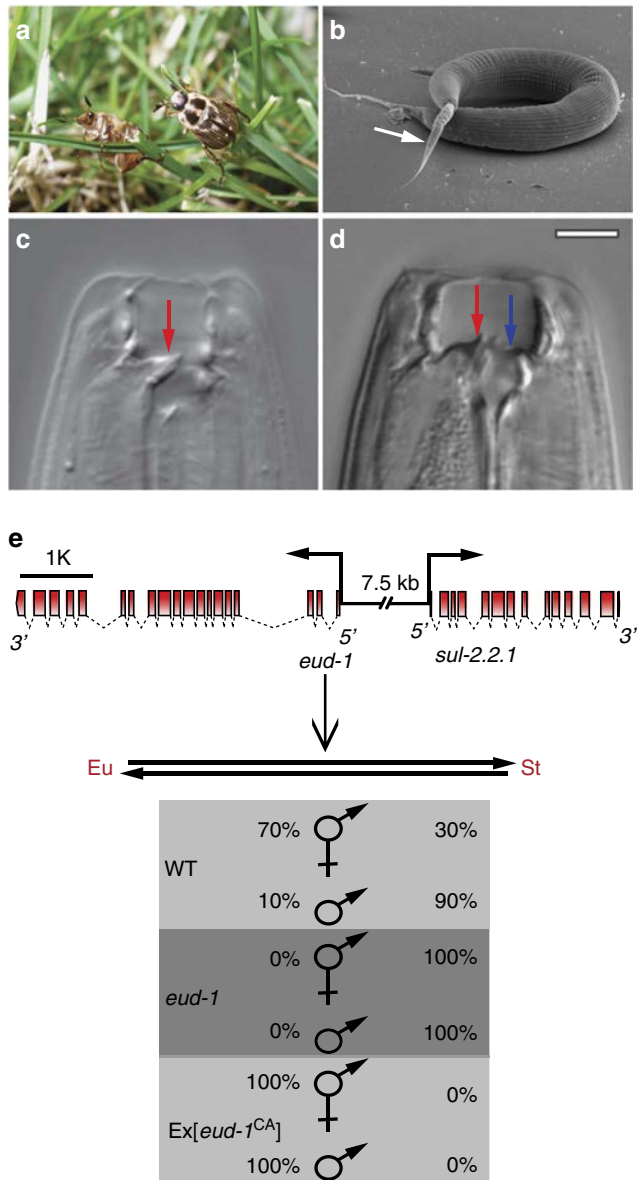 a
b
c
d
e
1K
7.5 kb
3’
5’
5’
3’
eud-1
sul-2.2.1
Eu
St
70%
30%
WT
10%
90%
0%
100%
eud-1
0%
100%
100%
0%
Ex[eud-1CA]
100%
0%